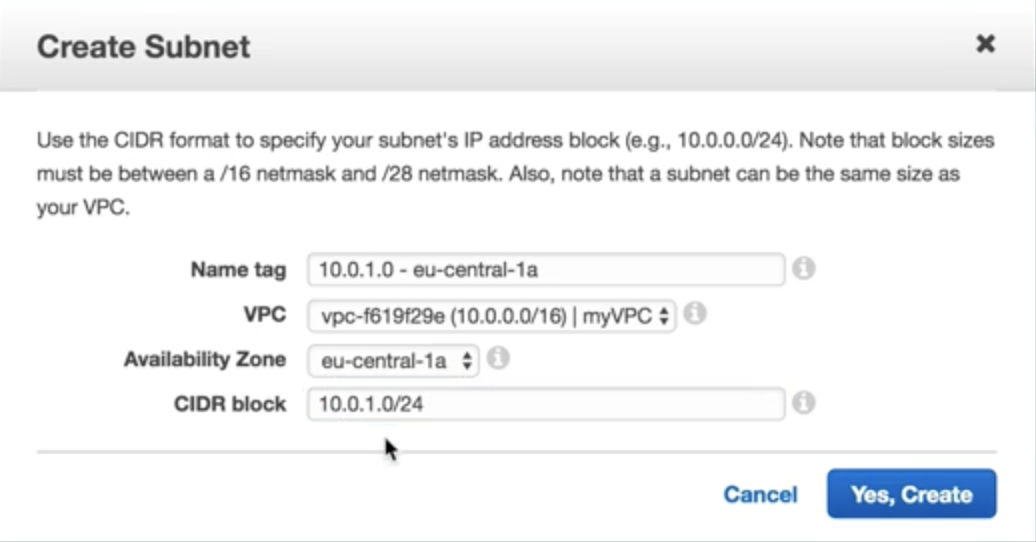 Create Subnet
Use the CIDR format to specify your subnet's IP address block (e.g., 10.0.0.0/24). Note that block sizes
must be between a /16 netmask and /28 netmask. Also, note that a subnet can be the same size as
your VPC.
Name tag 10.0.1.0 - eu-central-1a
VPC vpc-f619f29e (10.0.0.0/16) | myVPC
Availability Zone eu-central-1a
CIDR block 10.0.1.0/24
Cancel Yes, Create